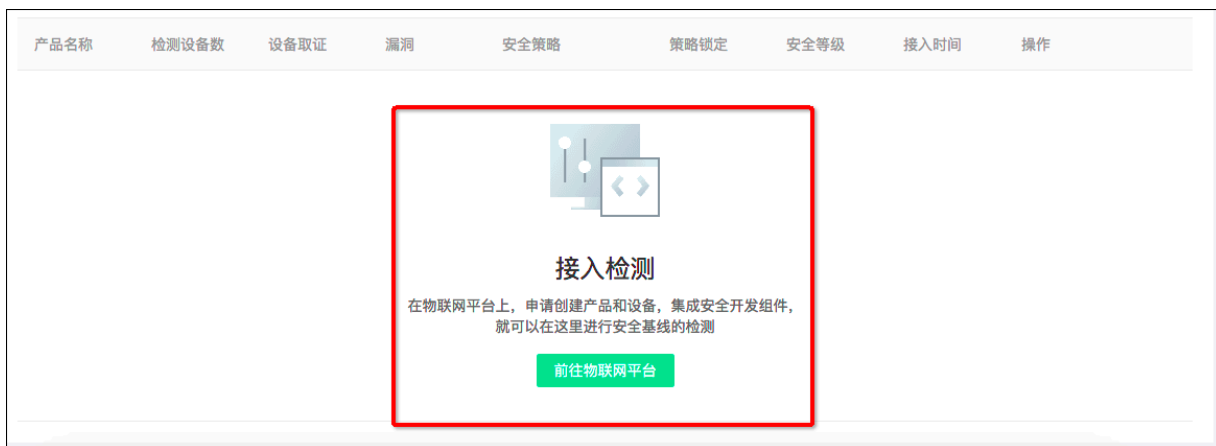 产品名称 检测设备数 设备取证 漏洞 安全策略 策略锁定 安全等级 接入时间 操作
接入检测
在物联网平台上，申请创建产品和设备，集成安全开发组件，
就可以在这里进行安全基线的检测
前往物联网平台